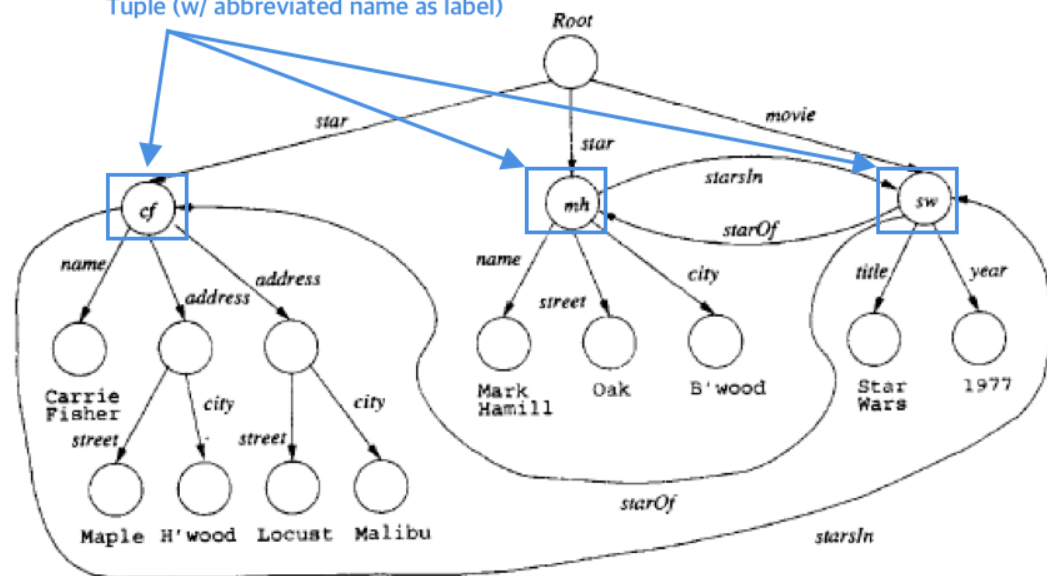 Tuple (w/ abbreviated name as label)
Root
star
star
movie
starsIn
cf
mh
sw
starOf
name
address
address
name
street
city
title
year
Carrie
Fisher
Mark
Hamill
Oak
B'wood
Star
Wars
1977
street
city
street
city
Maple
H'wood
Locust
Malibu
starOf
starsIn